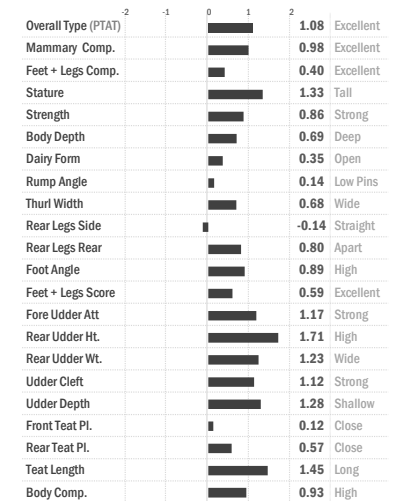 -2 -1 0 1 2
Overall Type (PTAT) 1.08 Excellent
Mammary Comp. 0.98 Excellent
Feet + Legs Comp. 0.40 Excellent
Stature 1.33 Tall
Strength 0.86 Strong
Body Depth 0.69 Deep
Dairy Form 0.35 Open
Rump Angle 0.14 Low Pins
Thurl Width 0.68 Wide
Rear Legs Side -0.14 Straight
Rear Legs Rear 0.80 Apart
Foot Angle 0.89 High
Feet + Legs Score 0.59 Excellent
Fore Udder Att 1.17 Strong
Rear Udder Ht. 1.71 High
Rear Udder Wt. 1.23 Wide
Udder Cleft 1.12 Strong
Udder Depth 1.28 Shallow
Front Teat Pl. 0.12 Close
Rear Teat Pl. 0.57 Close
Teat Length 1.45 Long
Body Comp. 0.93 High